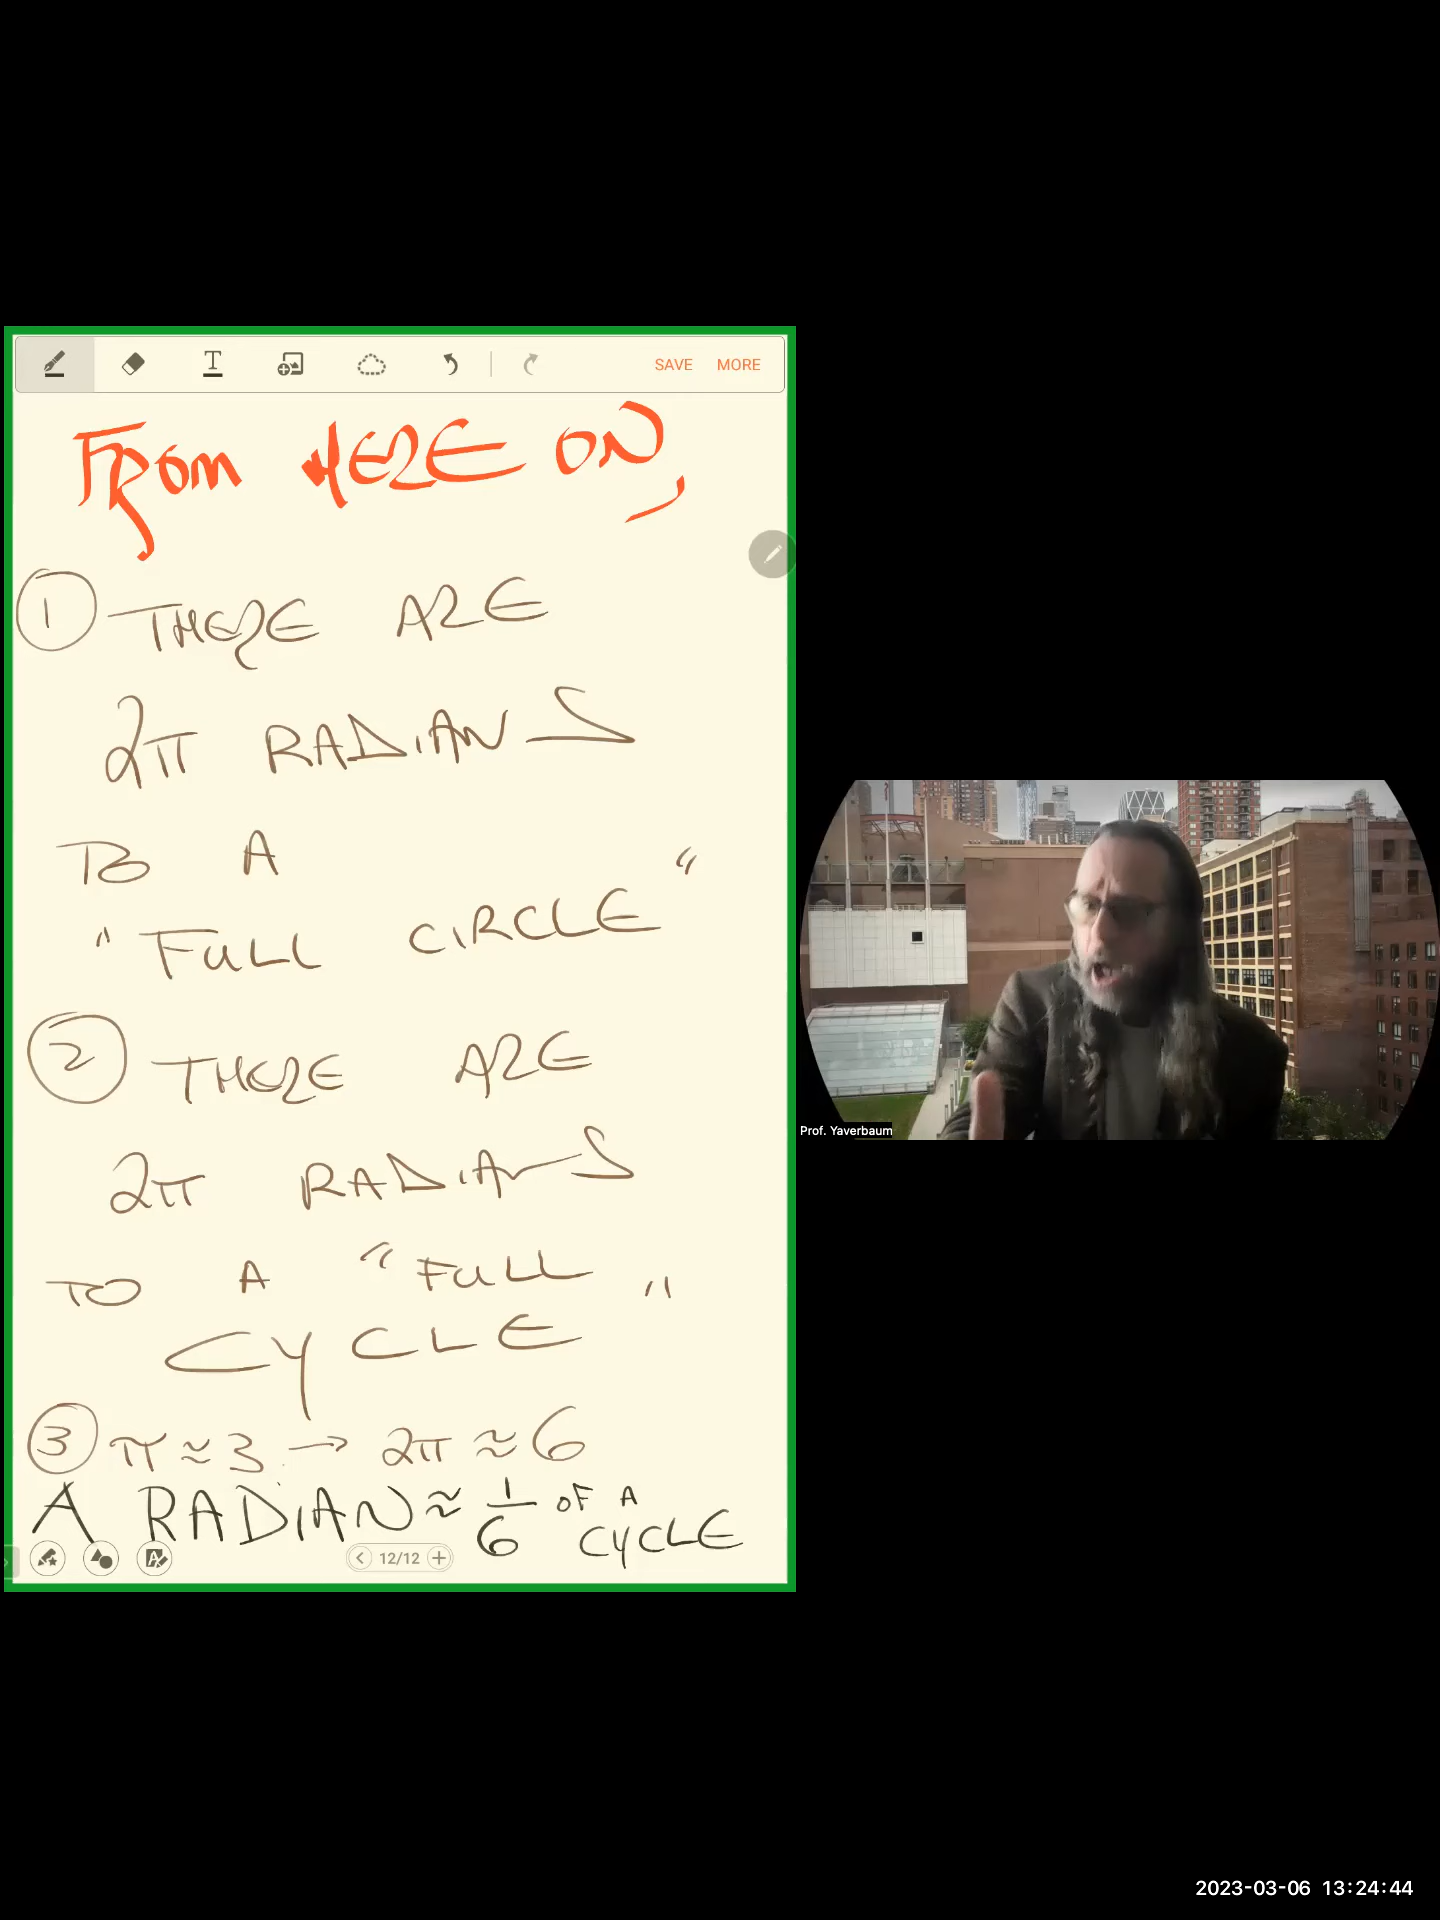 T
SAVE MORE
FROM HERE ON,
1 THERE ARE
2π RADIANS
TO A
"FULL CIRCLE"
2 THERE ARE
2π RADIANS
TO A "FULL
CYCLE"
3 π ≈ 3 → 2π ≈ 6
A RADIAN ≈ 1/6 OF A
CYCLE
12/12
Prof. Yaverbaum
2023-03-06 13:24:44